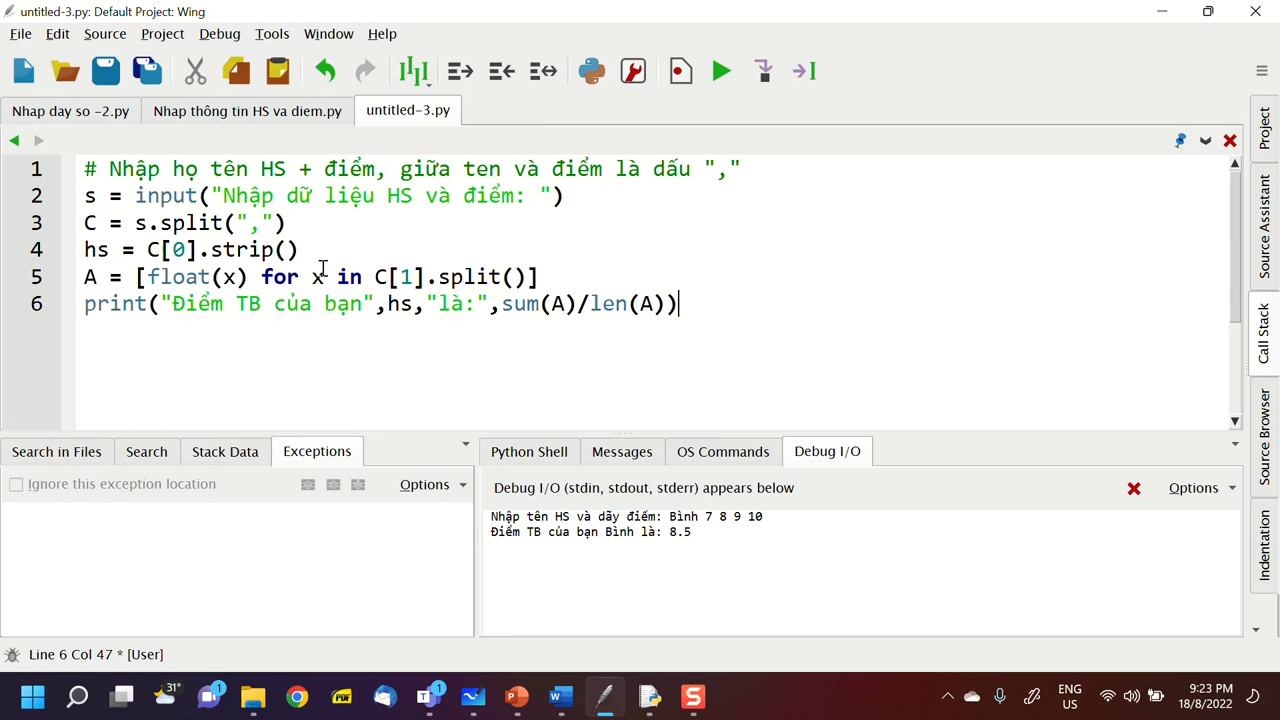 untitled-3.py: Default Project: Wing
File Edit Source Project Debug Tools Window Help
Nhap day so -2.py Nhap thông tin HS va diem.py untitled-3.py
1 # Nhập họ tên HS + điểm, giữa ten và điểm là dấu ","
2 s = input("Nhập dữ liệu HS và điểm: ")
3 C = s.split(",")
4 hs = C[0].strip()
5 A = [float(x) for x in C[1].split()]
6 print("Điểm TB của bạn",hs,"là:",sum(A)/len(A))
Project
Source Assistant
Call Stack
Source Browser
Indentation
Search in Files Search Stack Data Exceptions
Ignore this exception location Options
Python Shell Messages OS Commands Debug I/O
Debug I/O (stdin, stdout, stderr) appears below Options
Nhập tên HS và dãy điểm: Bình 7 8 9 10
Điểm TB của bạn Bình là: 8.5
Line 6 Col 47 * [User]
31° 1 PDF 1 ENG
US
9:23 PM
18/8/2022